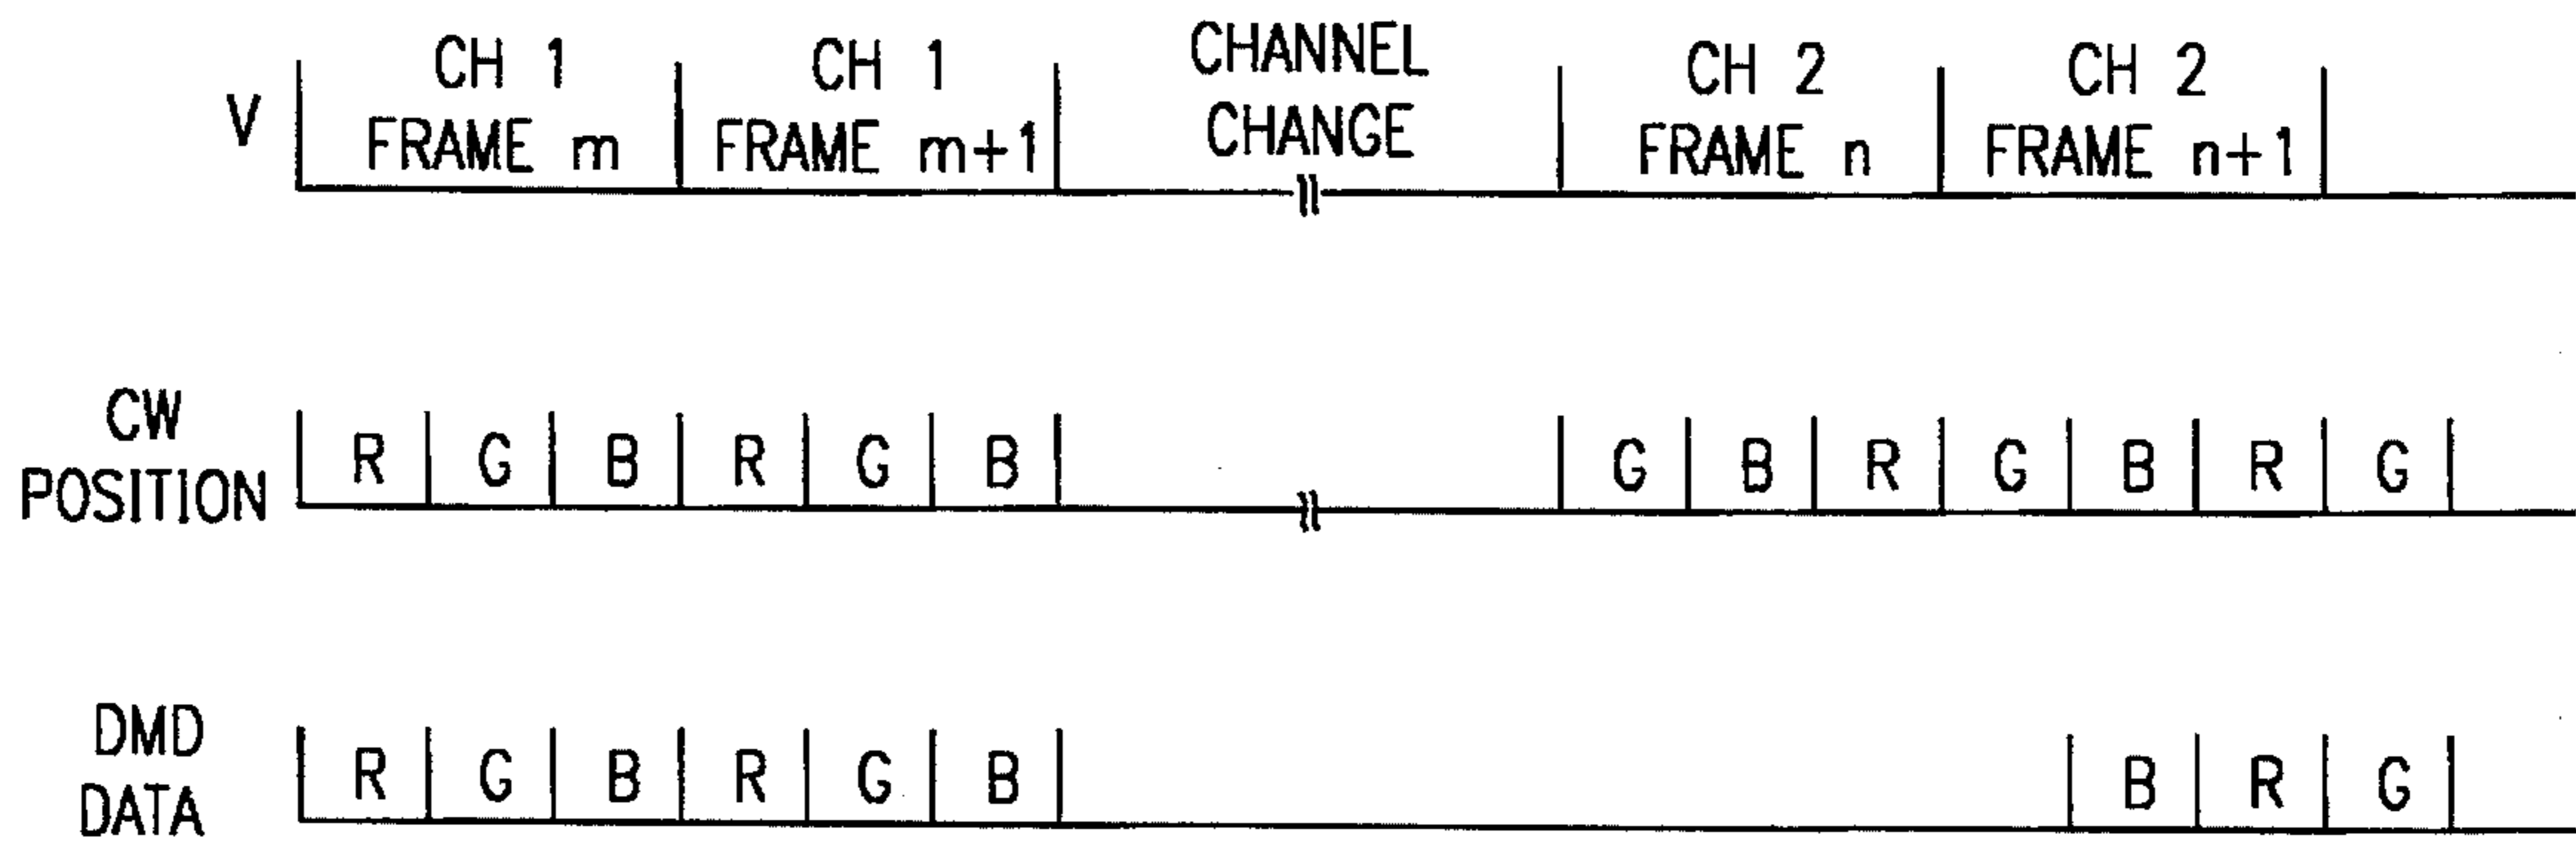 V
CH 1
FRAME m
CH 1
FRAME m+1
CHANNEL
CHANGE
CH 2
FRAME n
CH 2
FRAME n+1
CW
POSITION
R G B R G B G B R G B R G
DMD
DATA
R G B R G B B R G